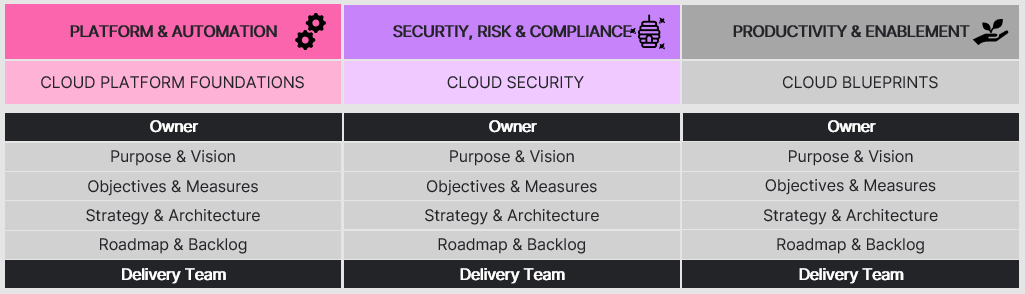 PLATFORM & AUTOMATION
SECURTIY, RISK & COMPLIANCE
PRODUCTIVITY & ENABLEMENT
CLOUD PLATFORM FOUNDATIONS
CLOUD SECURITY
CLOUD BLUEPRINTS
Owner
Owner
Owner
Purpose & Vision
Purpose & Vision
Purpose & Vision
Objectives & Measures
Objectives & Measures
Objectives & Measures
Strategy & Architecture
Strategy & Architecture
Strategy & Architecture
Roadmap & Backlog
Roadmap & Backlog
Roadmap & Backlog
Delivery Team
Delivery Team
Delivery Team